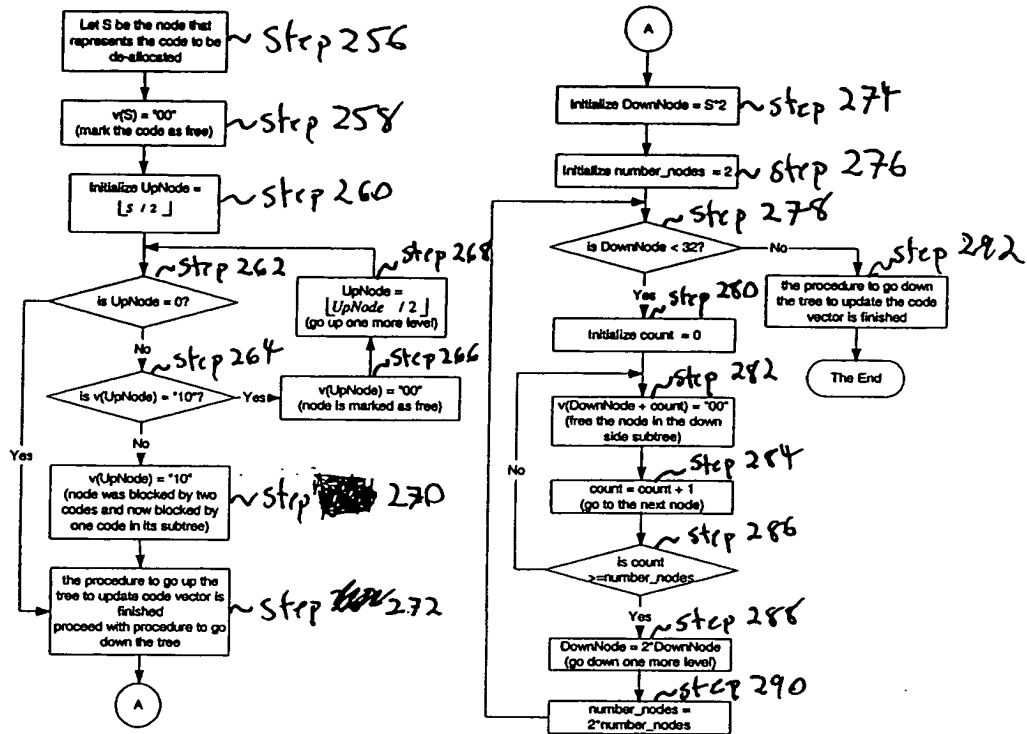 Let S be the node that
represents the code to be
de-allocated
step 256
v(S) = "00"
(mark the code as free)
step 258
Initialize UpNode =
⌊S / 2⌋
step 260
step 262
is UpNode = 0?
No
Yes
step 264
is v(UpNode) = "10"?
Yes
No
step 266
v(UpNode) = "00"
(node is marked as free)
step 268
UpNode =
⌊UpNode / 2⌋
(go up one more level)
v(UpNode) = "10"
(node was blocked by two
codes and now blocked by
one code in its subtree)
step 270
the procedure to go up the
tree to update code vector is
finished
proceed with procedure to go
down the tree
step 272
A
A
Initialize DownNode = S*2
step 274
Initialize number_nodes = 2
step 276
step 278
is DownNode < 32?
No
Yes
step 292
the procedure to go down
the tree to update the code
vector is finished
The End
step 280
Initialize count = 0
step 282
v(DownNode + count) = "00"
(free the node in the down
side subtree)
step 284
count = count + 1
(go to the next node)
step 286
is count
>=number_nodes
No
Yes
step 288
DownNode = 2*DownNode
(go down one more level)
step 290
number_nodes =
2*number_nodes